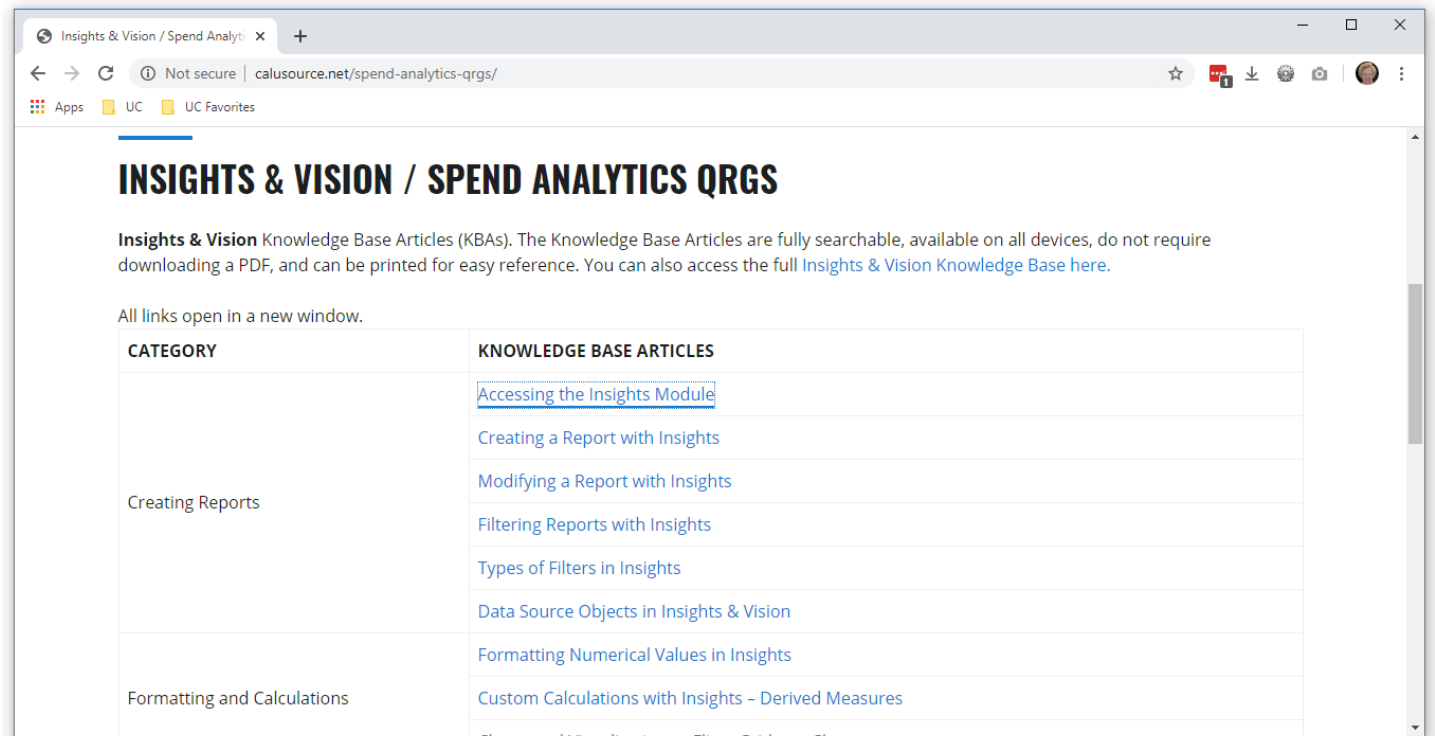 Insights & Vision / Spend Analyti
Not secure | calusource.net/spend-analytics-qrgs/
1
Apps UC UC Favorites
INSIGHTS & VISION / SPEND ANALYTICS QRGS
Insights & Vision Knowledge Base Articles (KBAs). The Knowledge Base Articles are fully searchable, available on all devices, do not require
downloading a PDF, and can be printed for easy reference. You can also access the full Insights & Vision Knowledge Base here.
All links open in a new window.
CATEGORY KNOWLEDGE BASE ARTICLES
Accessing the Insights Module
Creating a Report with Insights
Modifying a Report with Insights
Creating Reports
Filtering Reports with Insights
Types of Filters in Insights
Data Source Objects in Insights & Vision
Formatting Numerical Values in Insights
Formatting and Calculations Custom Calculations with Insights – Derived Measures